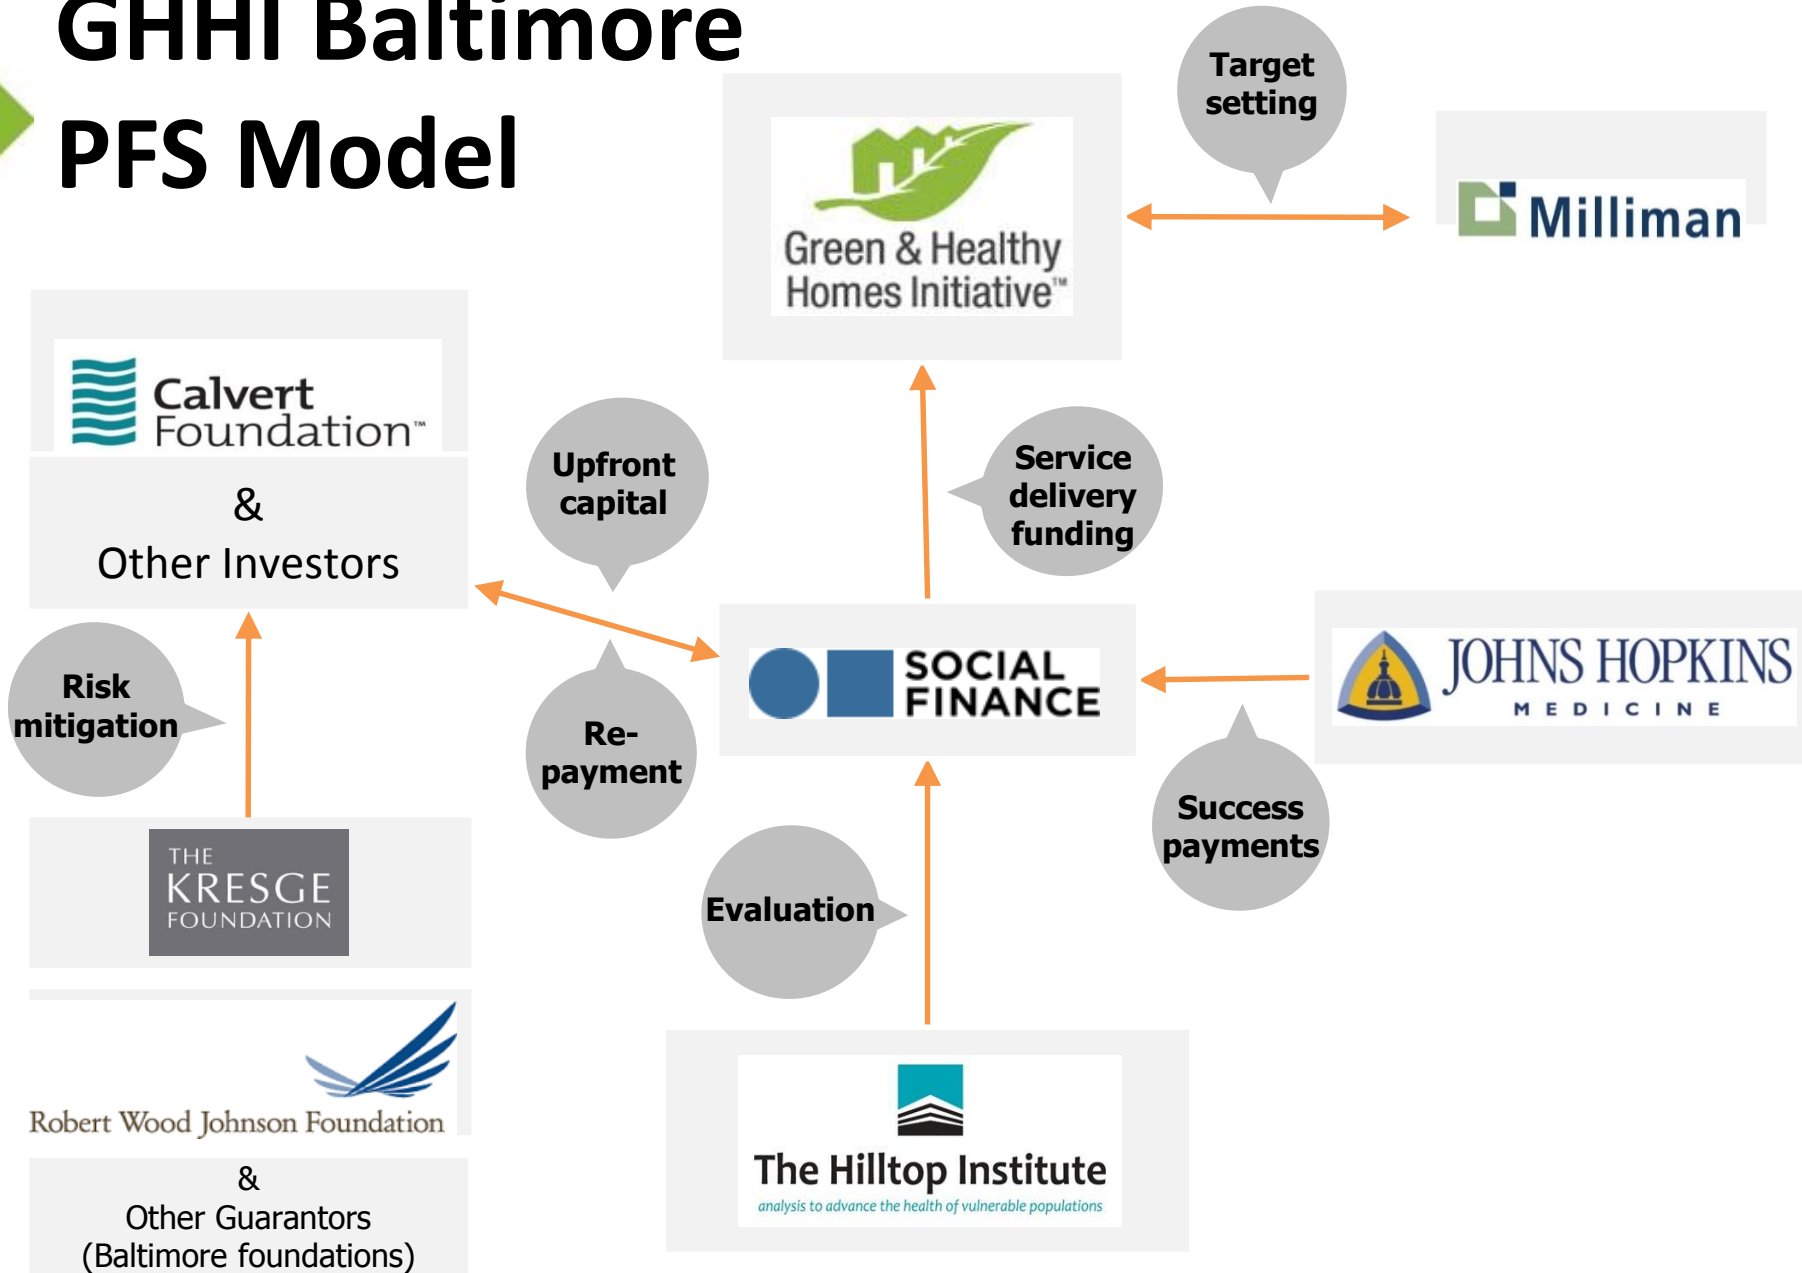 GHHI Baltimore
PFS Model
Target
setting
Green & Healthy
Homes Initiative™
Milliman
Calvert
Foundation™
&
Other Investors
Upfront
capital
Service
delivery
funding
Risk
mitigation
Re-
payment
SOCIAL
FINANCE
JOHNS HOPKINS
MEDICINE
Success
payments
THE
KRESGE
FOUNDATION
Evaluation
Robert Wood Johnson Foundation
&
Other Guarantors
(Baltimore foundations)
The Hilltop Institute
analysis to advance the health of vulnerable populations